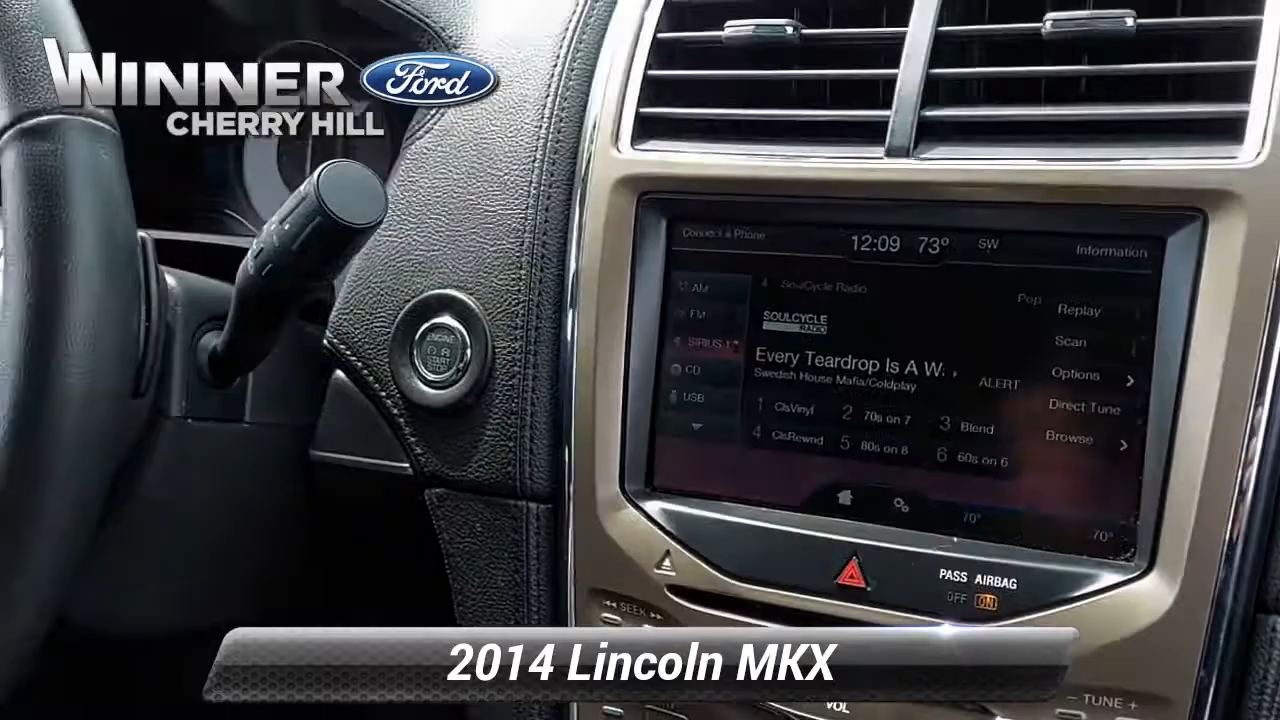 WINNER Ford
CHERRY HILL
Connect a Phone
12:09 73° SW
Information
AM
FM
SIRIUS 1
CD
USB
4 SoulCycle Radio
Pop
SOULCYCLE
RADIO
Every Teardrop Is A W
Swedish House Mafia/Coldplay
ALERT
1 ClsVinyl 2 70s on 7 3 Blend
4 ClsRewnd 5 80s on 8 6 60s on 6
Replay
Scan
Options
Direct Tune
Browse
70° 70°
ENGINE
START
STOP
PASS AIRBAG
OFF ON
SEEK
2014 Lincoln MKX
VOL
- TUNE +